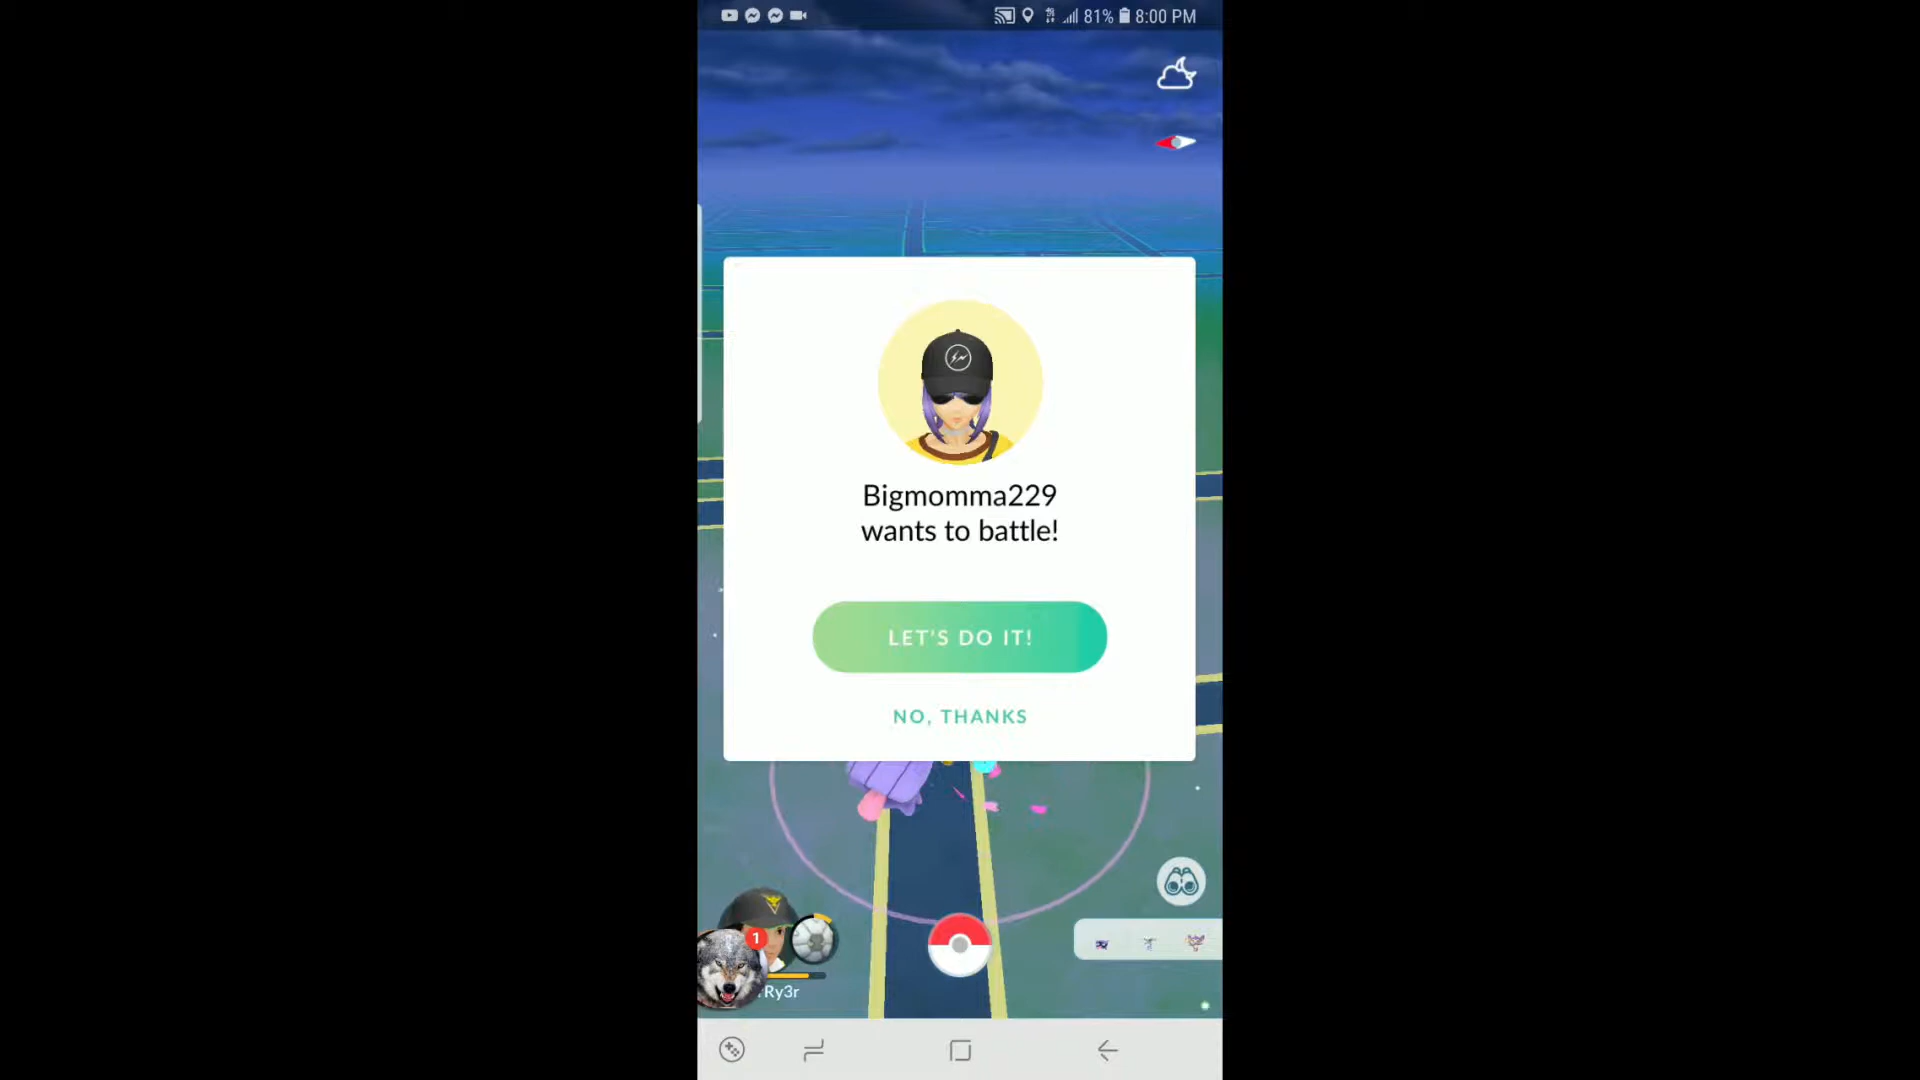 81% 8:00 PM
Bigmomma229
wants to battle!
LET'S DO IT!
NO, THANKS
1
Ry3r